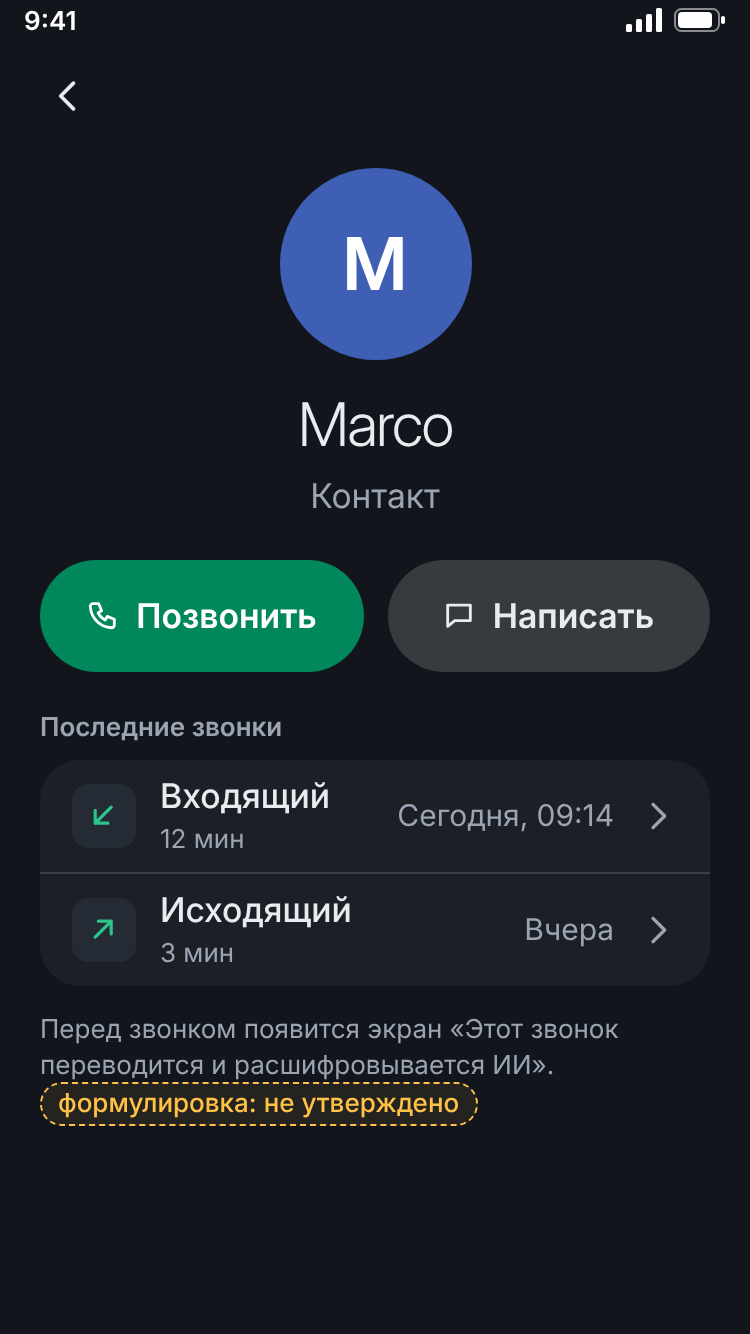 9:41
M
Marco
Контакт
Позвонить
Написать
Последние звонки
Входящий
12 мин
Сегодня, 09:14
Исходящий
3 мин
Вчера
Перед звонком появится экран «Этот звонок
переводится и расшифровывается ИИ».
формулировка: не утверждено